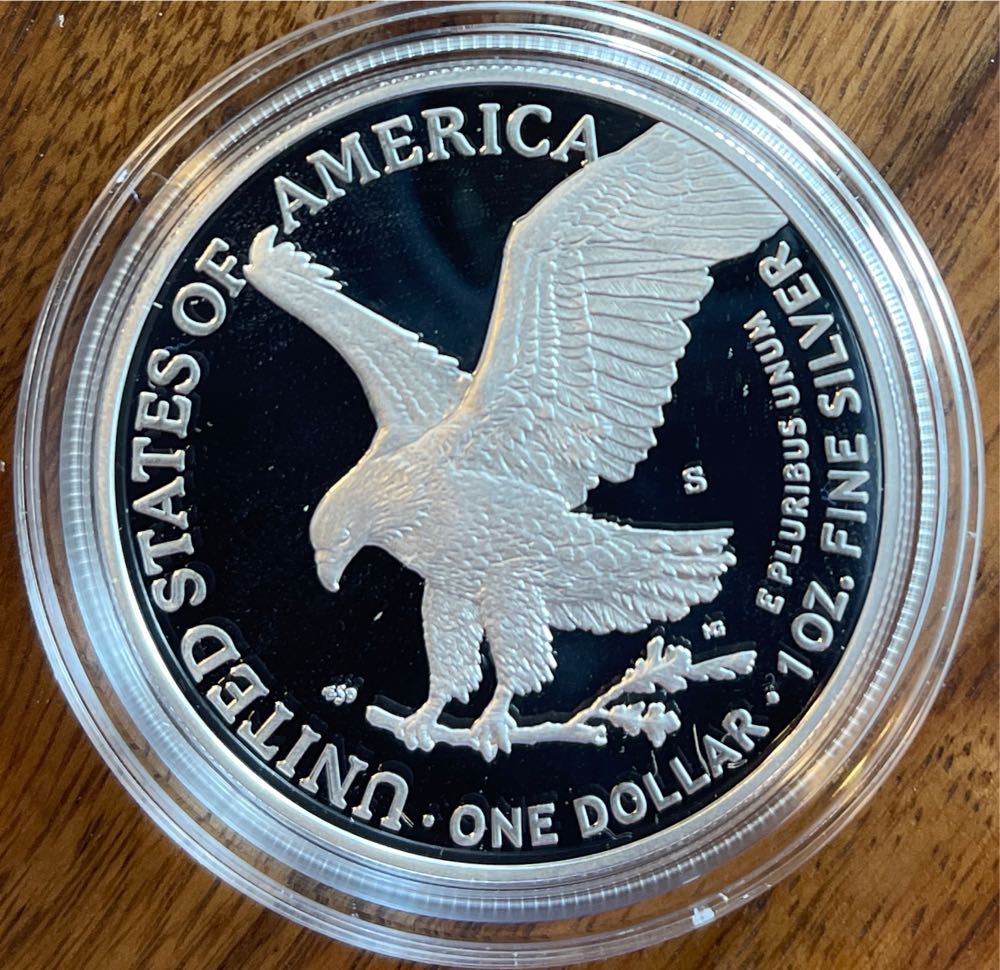 UNITED STATES OF AMERICA
E PLURIBUS UNUM
1 OZ. FINE SILVER
· ONE DOLLAR ·
S